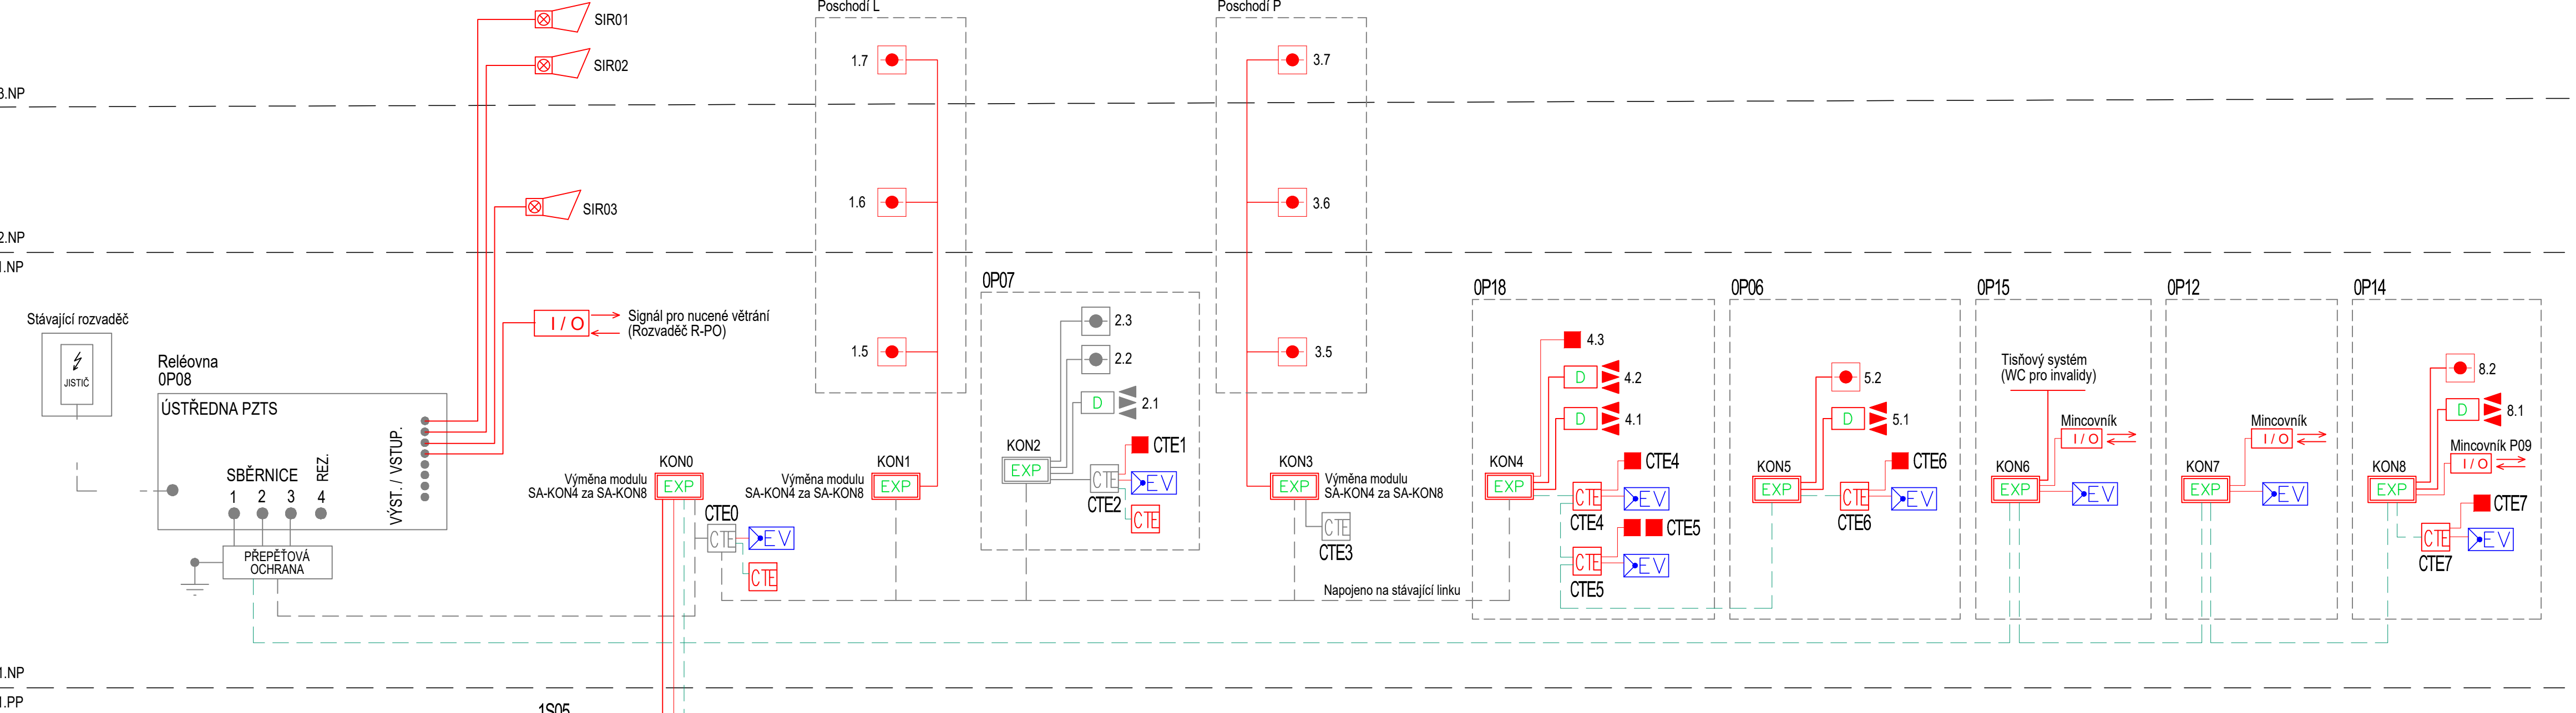 Poschodí L
Poschodí P
SIR01
SIR02
1.7
3.7
3.NP
1.6
3.6
SIR03
2.NP
1.NP
0P07
0P18
0P06
0P15
0P12
0P14
Stávající rozvaděč
JISTIČ
Reléovna
0P08
ÚSTŘEDNA PZTS
SBĚRNICE
1 2 3 4
REZ.
VÝST. / VSTUP.
PŘEPĚŤOVÁ
OCHRANA
I / O
Signál pro nucené větrání
(Rozvaděč R-PO)
1.5
3.5
KON0
Výměna modulu
SA-KON4 za SA-KON8
EXP
CTE0
CTE
EV
CTE
KON1
Výměna modulu
SA-KON4 za SA-KON8
EXP
2.3
2.2
D
2.1
KON2
EXP
CTE1
CTE
EV
CTE2
CTE
KON3
EXP
Výměna modulu
SA-KON4 za SA-KON8
CTE
CTE3
Napojeno na stávající linku
4.3
D
4.2
D
4.1
KON4
EXP
CTE4
CTE
EV
CTE4
CTE5
CTE
EV
CTE5
5.2
D
5.1
KON5
EXP
CTE6
CTE
EV
CTE6
Tisňový systém
(WC pro invalidy)
Mincovník
I / O
KON6
EXP
EV
Mincovník
I / O
KON7
EXP
EV
8.2
D
8.1
Mincovník P09
I / O
KON8
EXP
CTE7
CTE
EV
CTE7
1.NP
1.PP
1S05